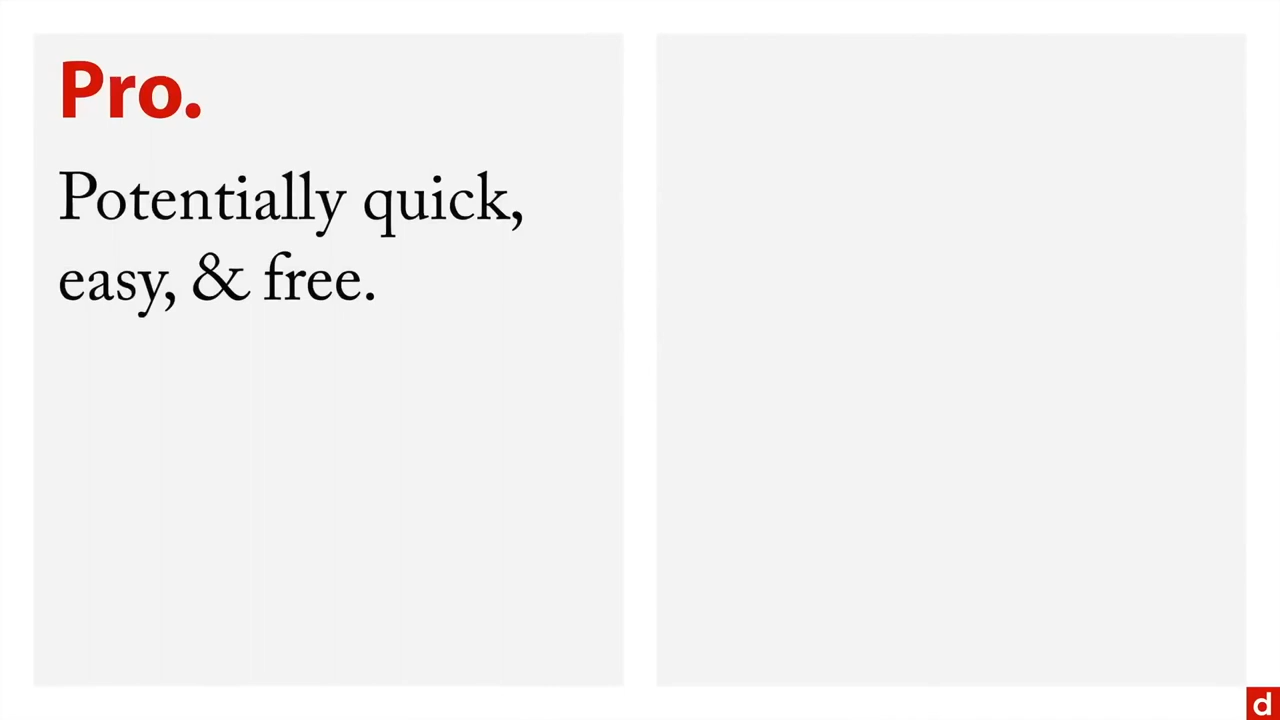 Pro.
Potentially quick,
easy, & free.
d